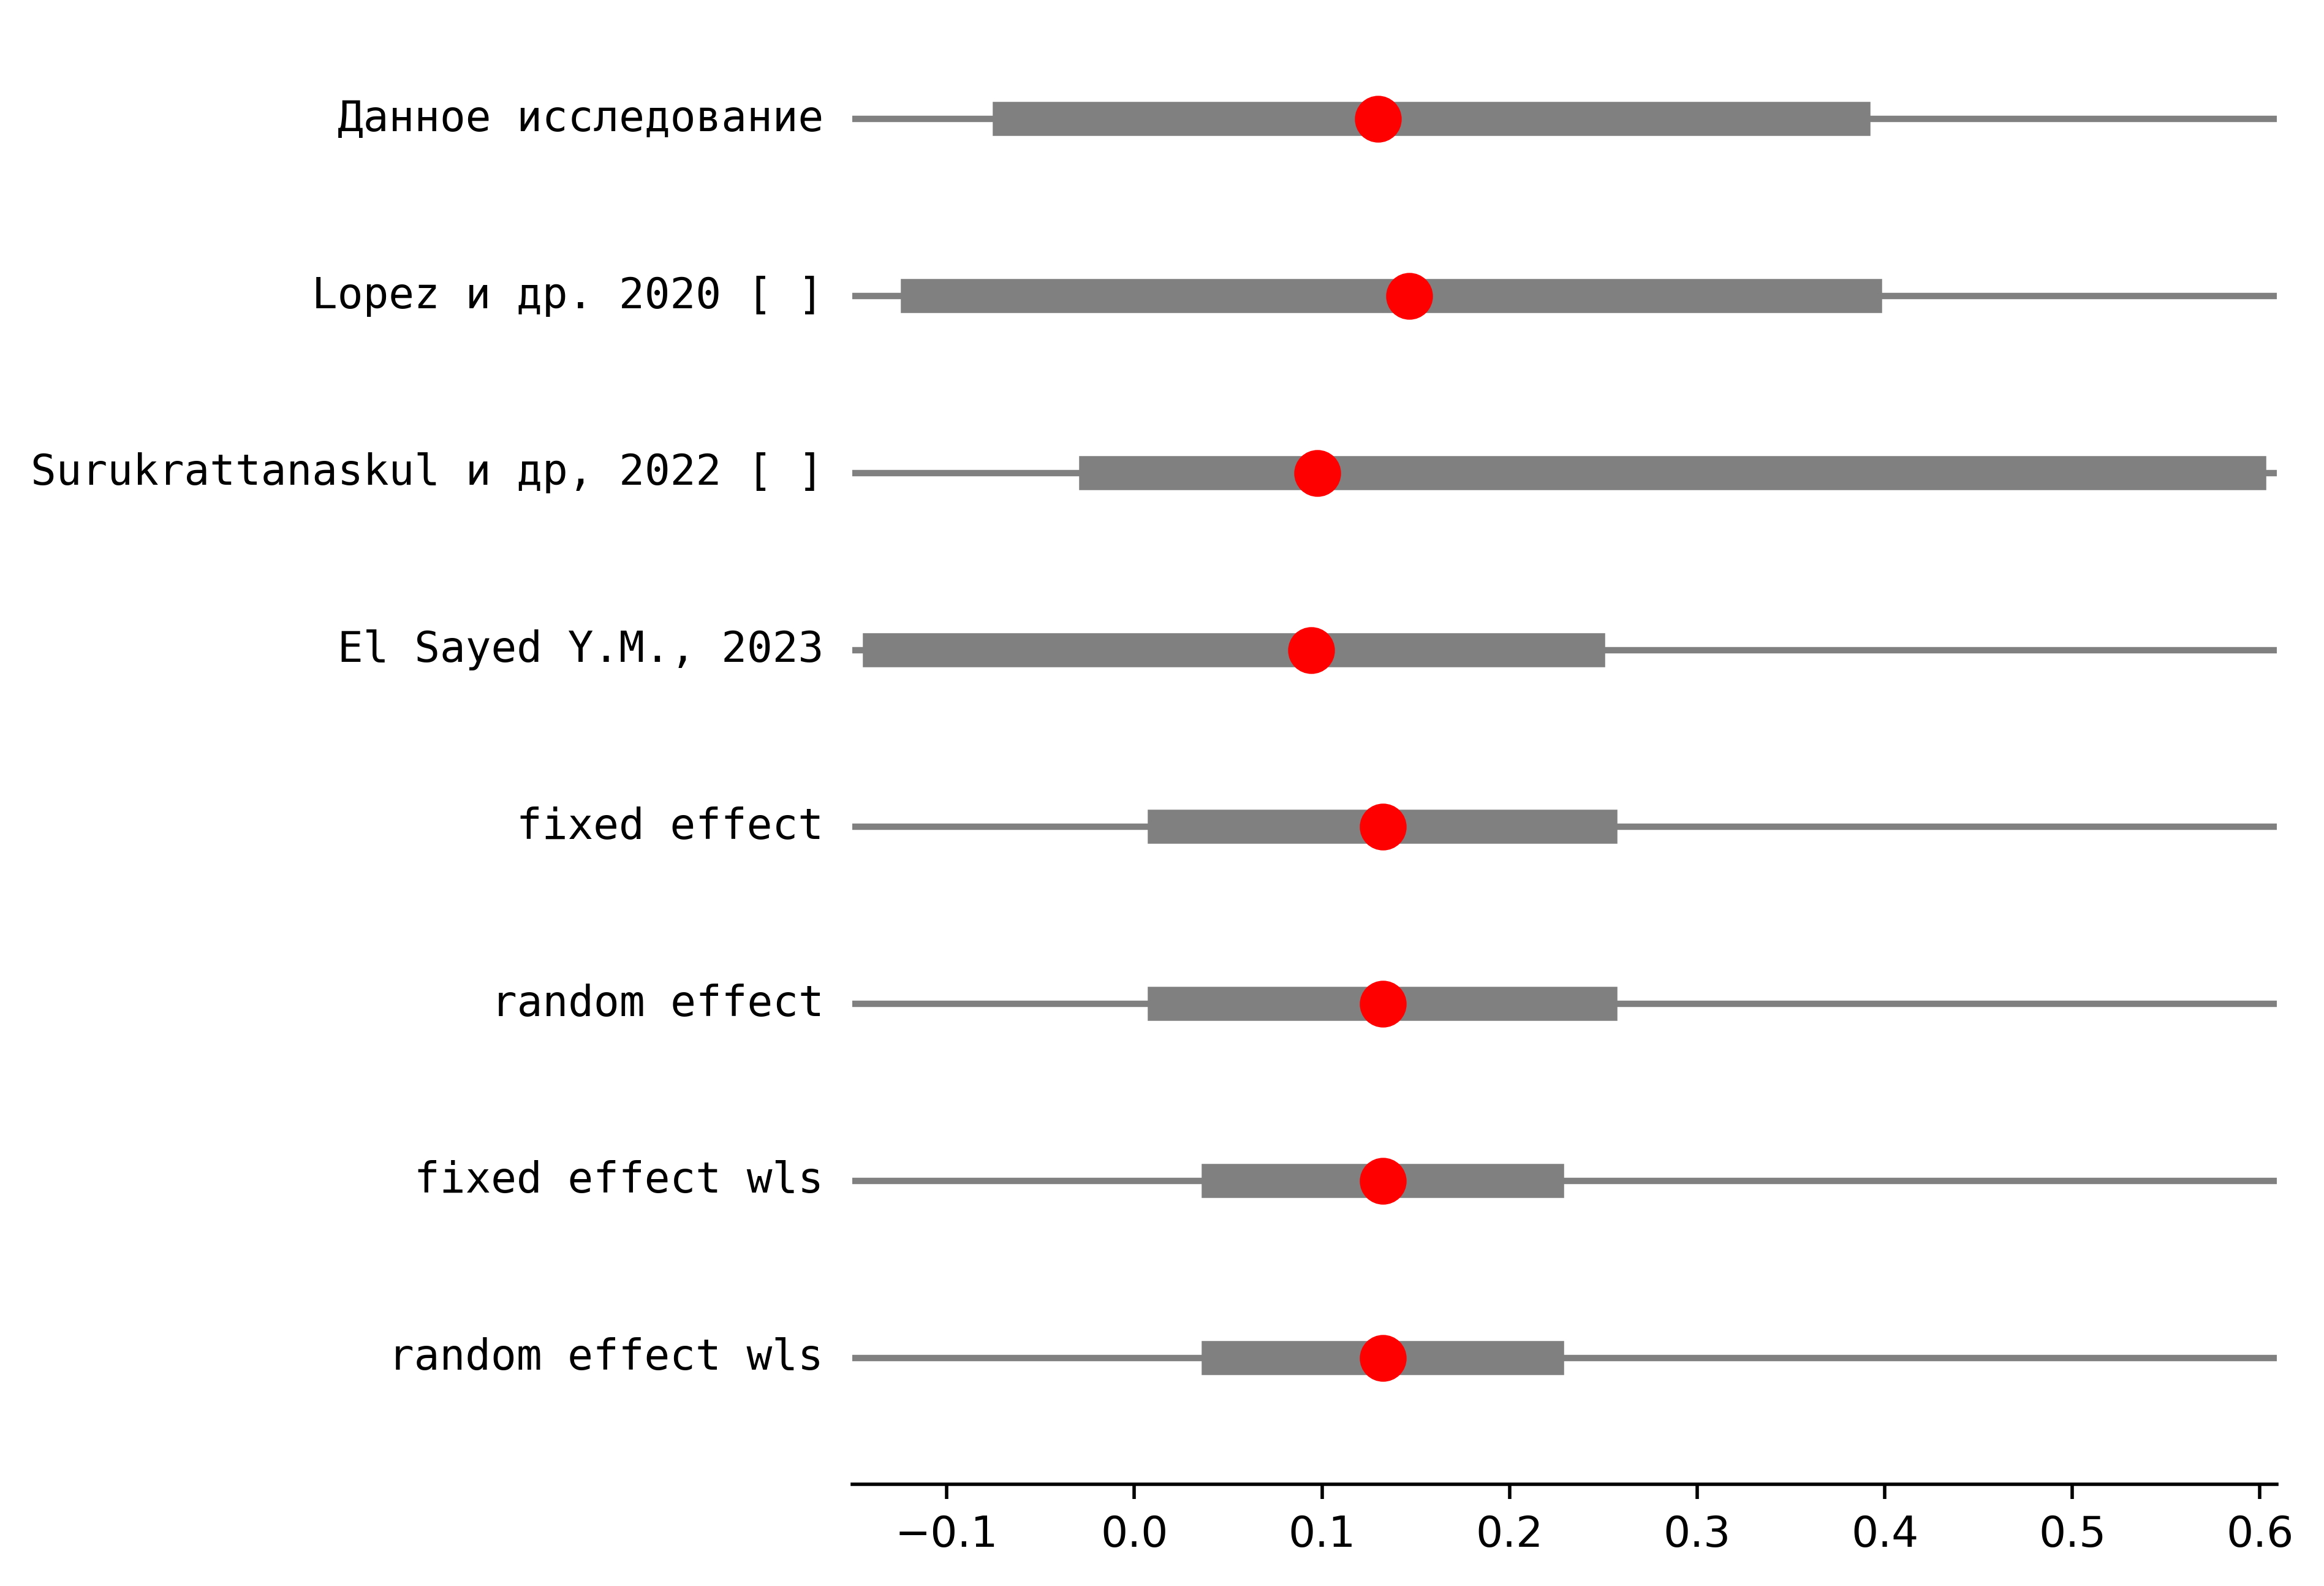 Данное исследование
Lopez и др. 2020 [ ]
Surukrattanaskul и др, 2022 [ ]
El Sayed Y.M., 2023
fixed effect
random effect
fixed effect wls
random effect wls
−0.1 0.0 0.1 0.2 0.3 0.4 0.5 0.6